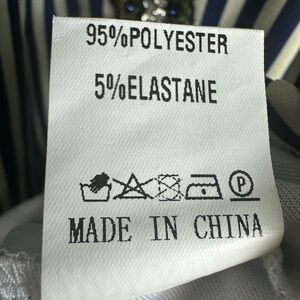 95%POLYESTER
5%ELASTANE
P
MADE IN CHINA